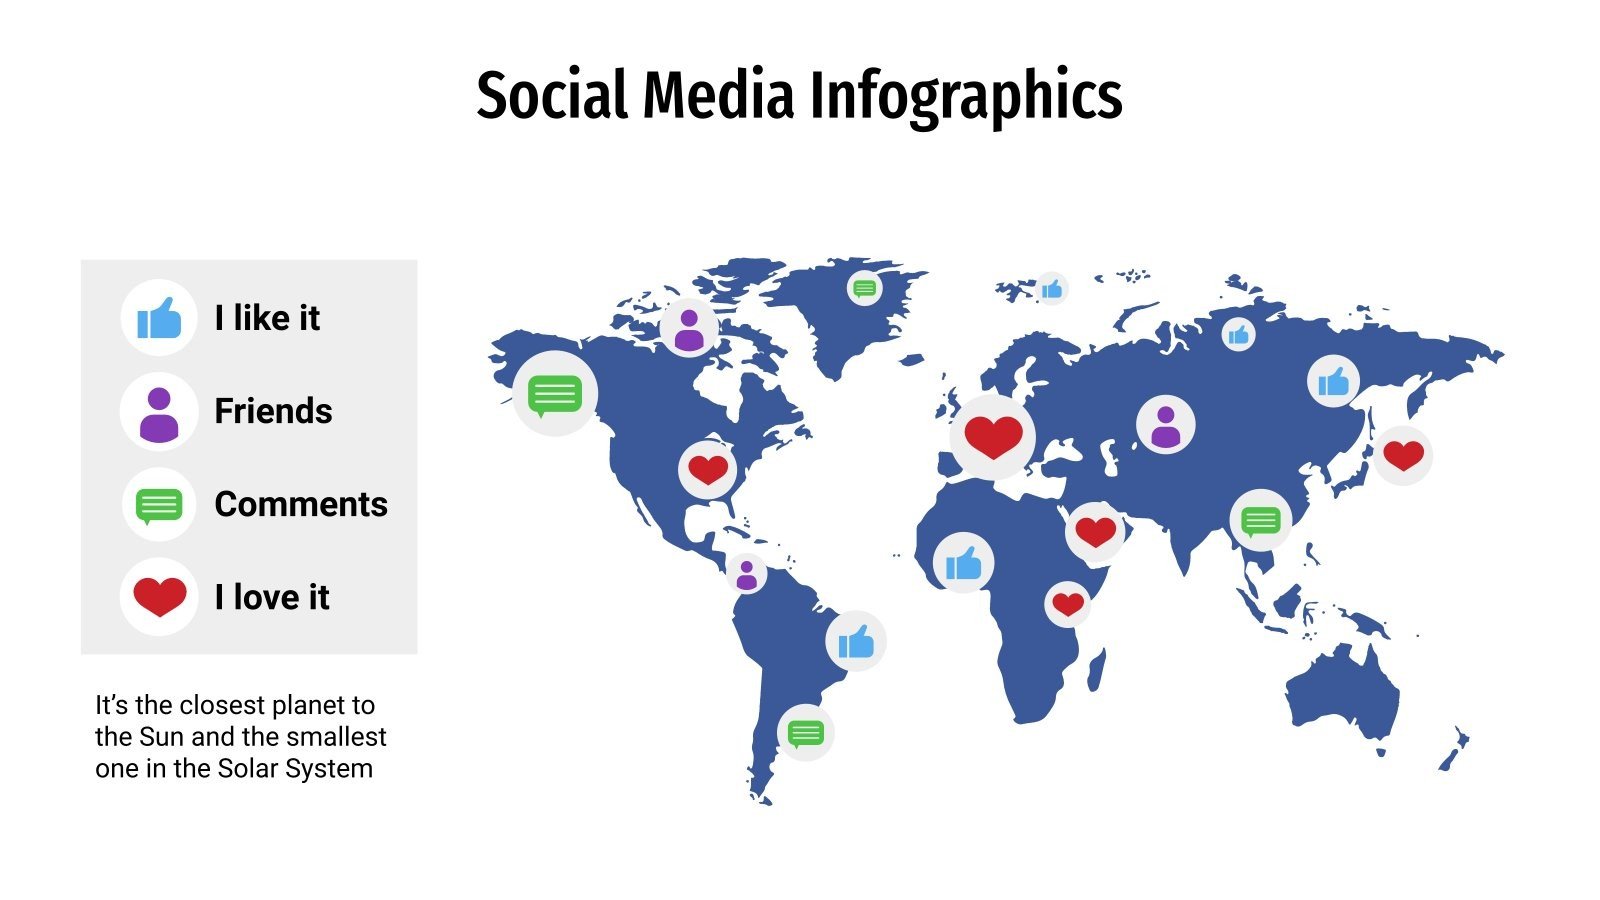 Social Media Infographics
I like it
Friends
Comments
I love it
It’s the closest planet to
the Sun and the smallest
one in the Solar System